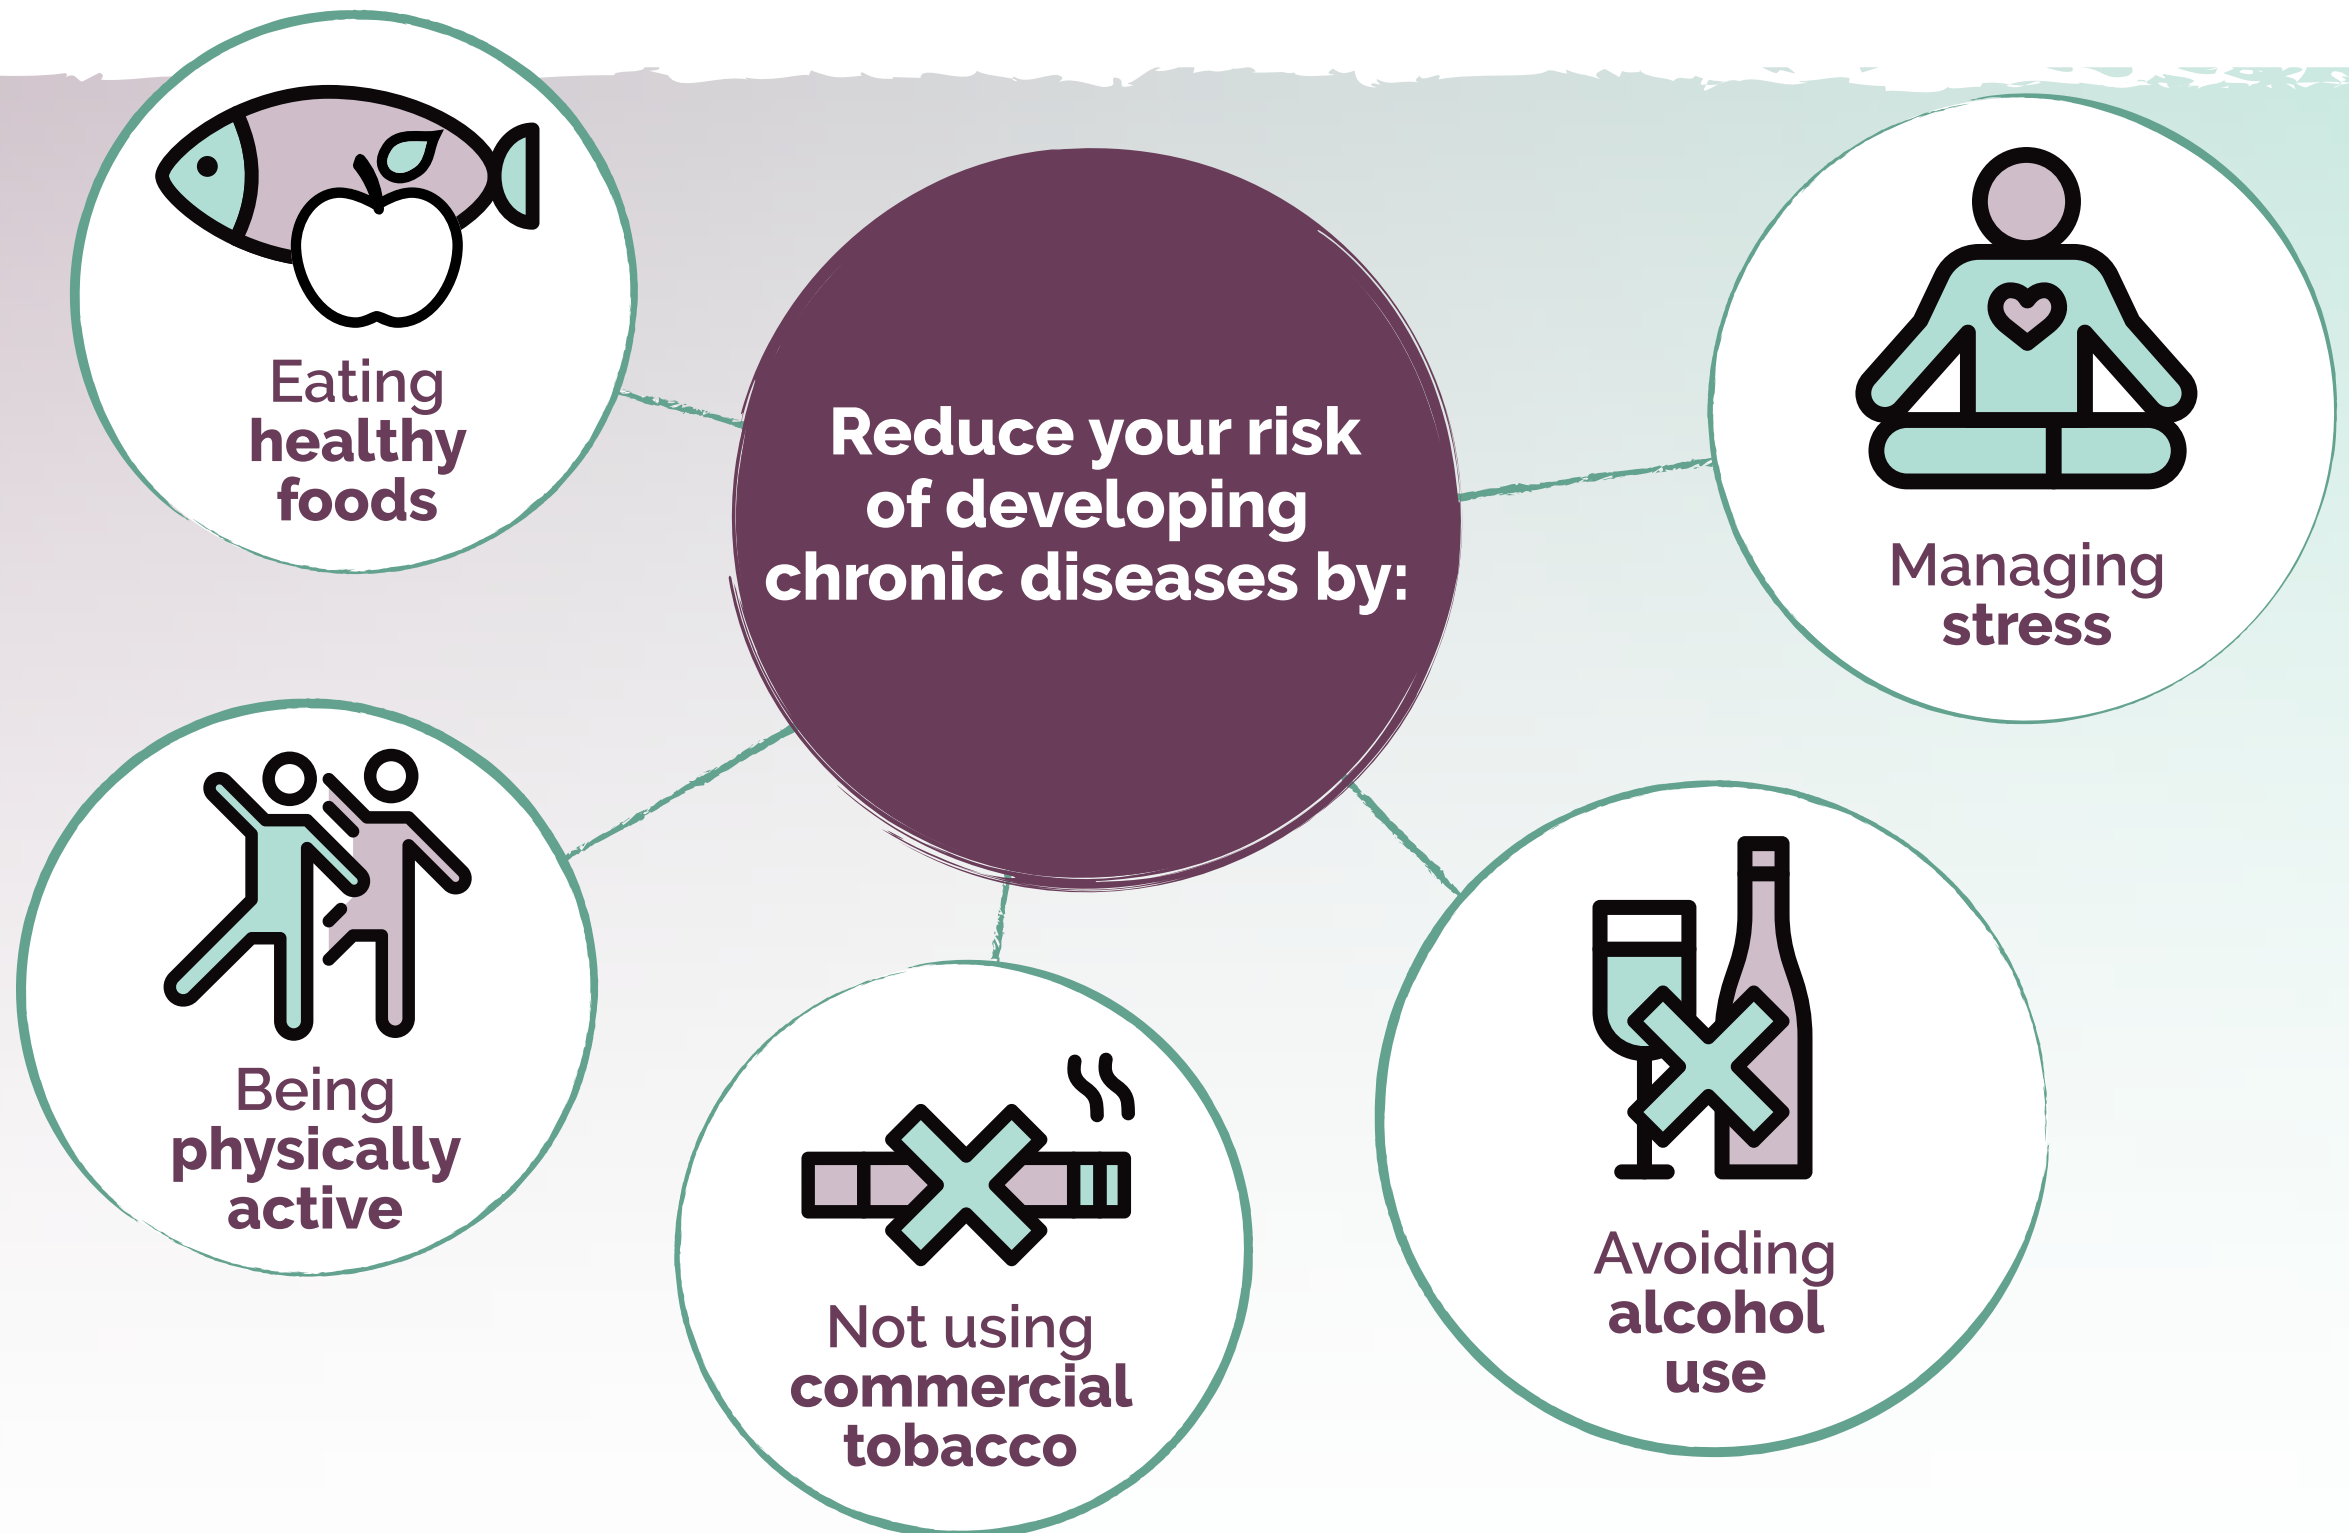 Reduce your risk
of developing
chronic diseases by:
Eating
healthy
foods
Being
physically
active
Not using
commercial
tobacco
Avoiding
alcohol
use
Managing
stress